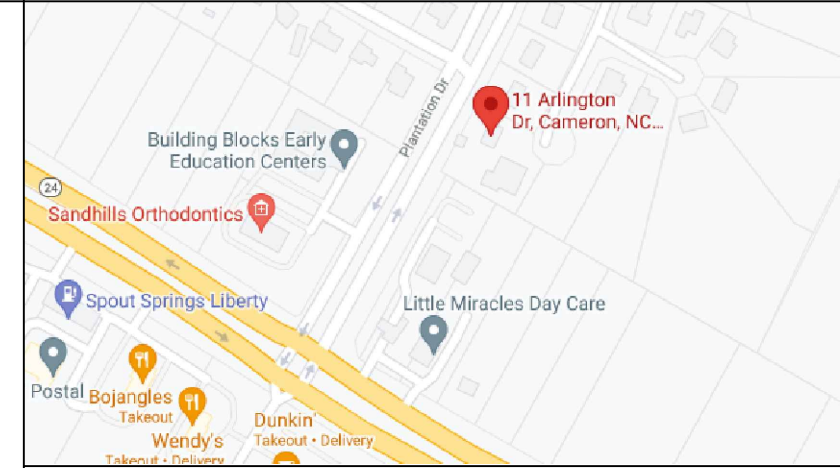 Plantation Dr
11 Arlington
Dr, Cameron, NC...
Building Blocks Early
Education Centers
24
Sandhills Orthodontics
Spout Springs Liberty
Little Miracles Day Care
Postal
Bojangles
Takeout
Wendy's
Takeout • Delivery
Dunkin'
Takeout • Delivery